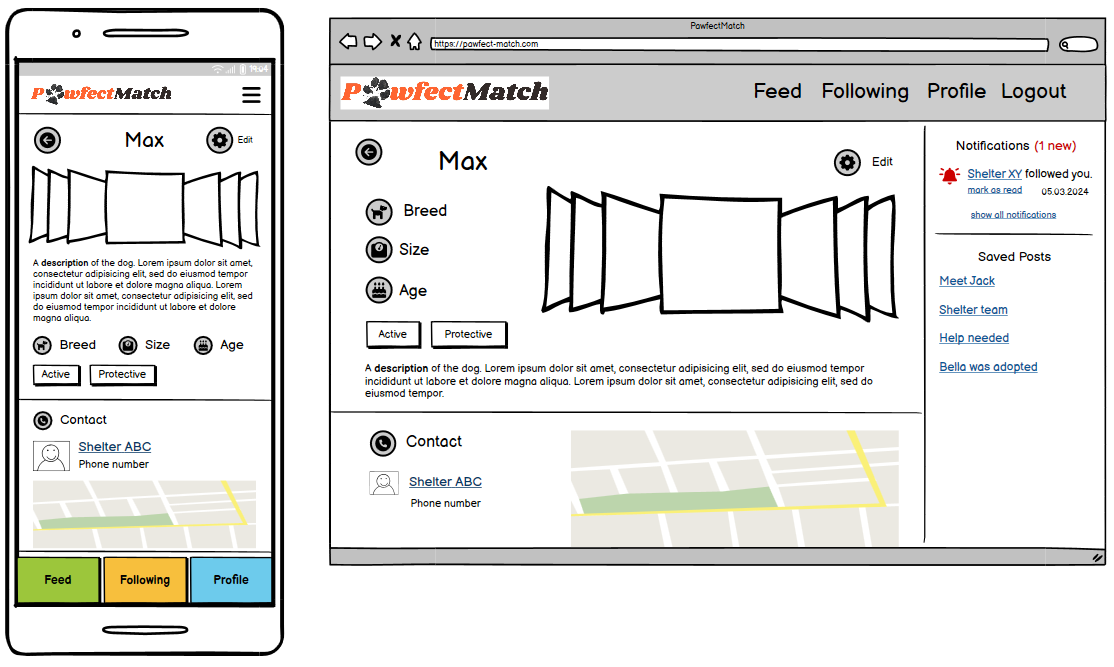 19:04
PawfectMatch
Max
Edit
A description of the dog. Lorem ipsum dolor sit amet,
consectetur adipisicing elit, sed do eiusmod tempor
incididunt ut labore et dolore magna aliqua. Lorem
ipsum dolor sit amet, consectetur adipisicing elit, sed
do eiusmod tempor incididunt ut labore et dolore
magna aliqua.
Breed
Size
Age
Active
Protective
Contact
Shelter ABC
Phone number
Feed
Following
Profile
PawfectMatch
https://pawfect-match.com
PawfectMatch
Feed
Following
Profile
Logout
Max
Edit
Breed
Size
Age
Active
Protective
A description of the dog. Lorem ipsum dolor sit amet, consectetur adipisicing elit, sed do eiusmod tempor
incididunt ut labore et dolore magna aliqua. Lorem ipsum dolor sit amet, consectetur adipisicing elit, sed do
eiusmod tempor.
Contact
Shelter ABC
Phone number
Notifications (1 new)
Shelter XY followed you.
mark as read
05.03.2024
show all notifications
Saved Posts
Meet Jack
Shelter team
Help needed
Bella was adopted